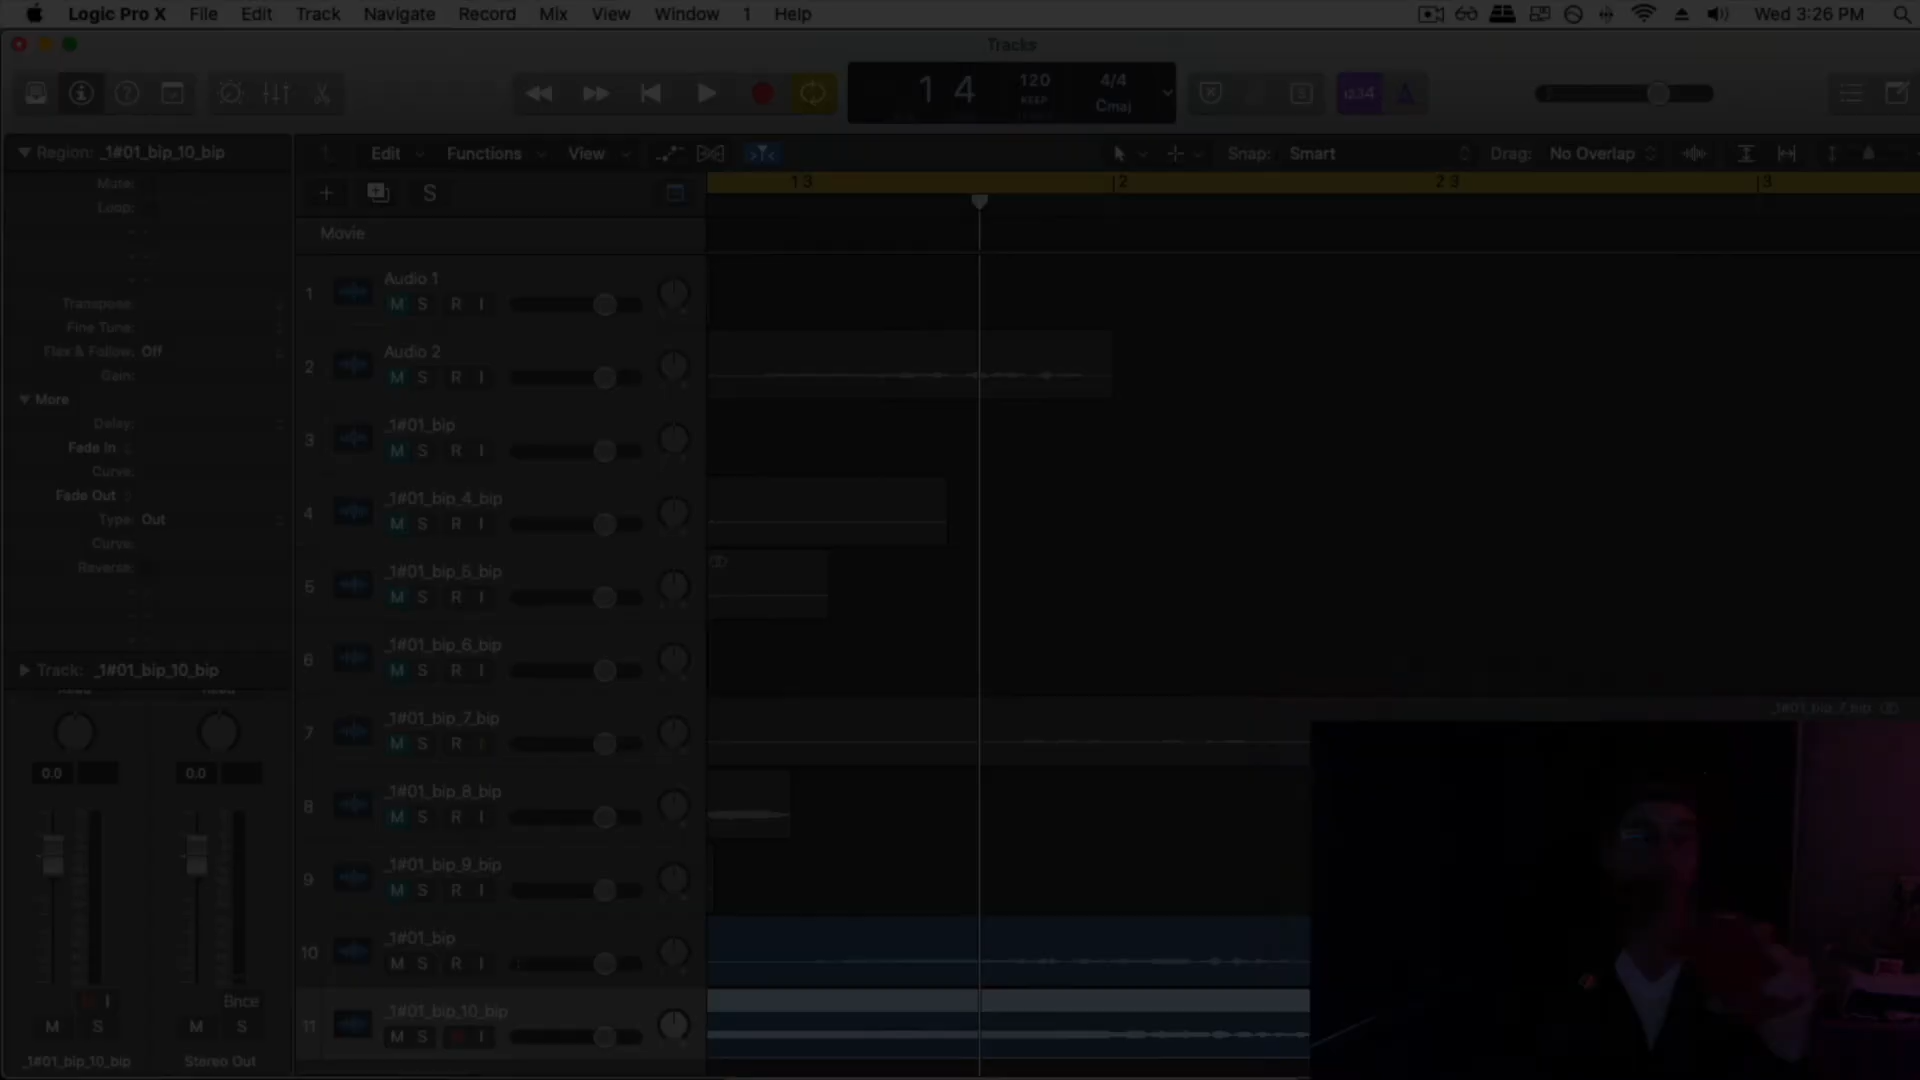 Logic Pro X File Edit Track Navigate Record Mix View Window 1 Help Wed 3:26 PM
Tracks
1 4 120 KEEP 4/4 Cmaj 1234
Region: _1#01_bip_10_bip
Mute:
Loop:
Transpose:
Fine Tune:
Flex & Follow: Off
Gain:
More
Delay:
Fade In
Curve:
Fade Out
Type: Out
Curve:
Reverse:
Track: _1#01_bip_10_bip
0.0 0.0
I Bnce
M S M S
_1#01_bip_10_bip Stereo Out
Edit Functions View Snap: Smart Drag: No Overlap
S
1 3 2 2 3 3
Movie
1 Audio 1
M S R I
2 Audio 2
M S R I
3 _1#01_bip
M S R I
4 _1#01_bip_4_bip
M S R I
5 _1#01_bip_5_bip
M S R I
6 _1#01_bip_6_bip
M S R I
7 _1#01_bip_7_bip
M S R I
_1#01_bip_7_bip
8 _1#01_bip_8_bip
M S R I
9 _1#01_bip_9_bip
M S R I
10 _1#01_bip
M S R I
11 _1#01_bip_10_bip
M S R I